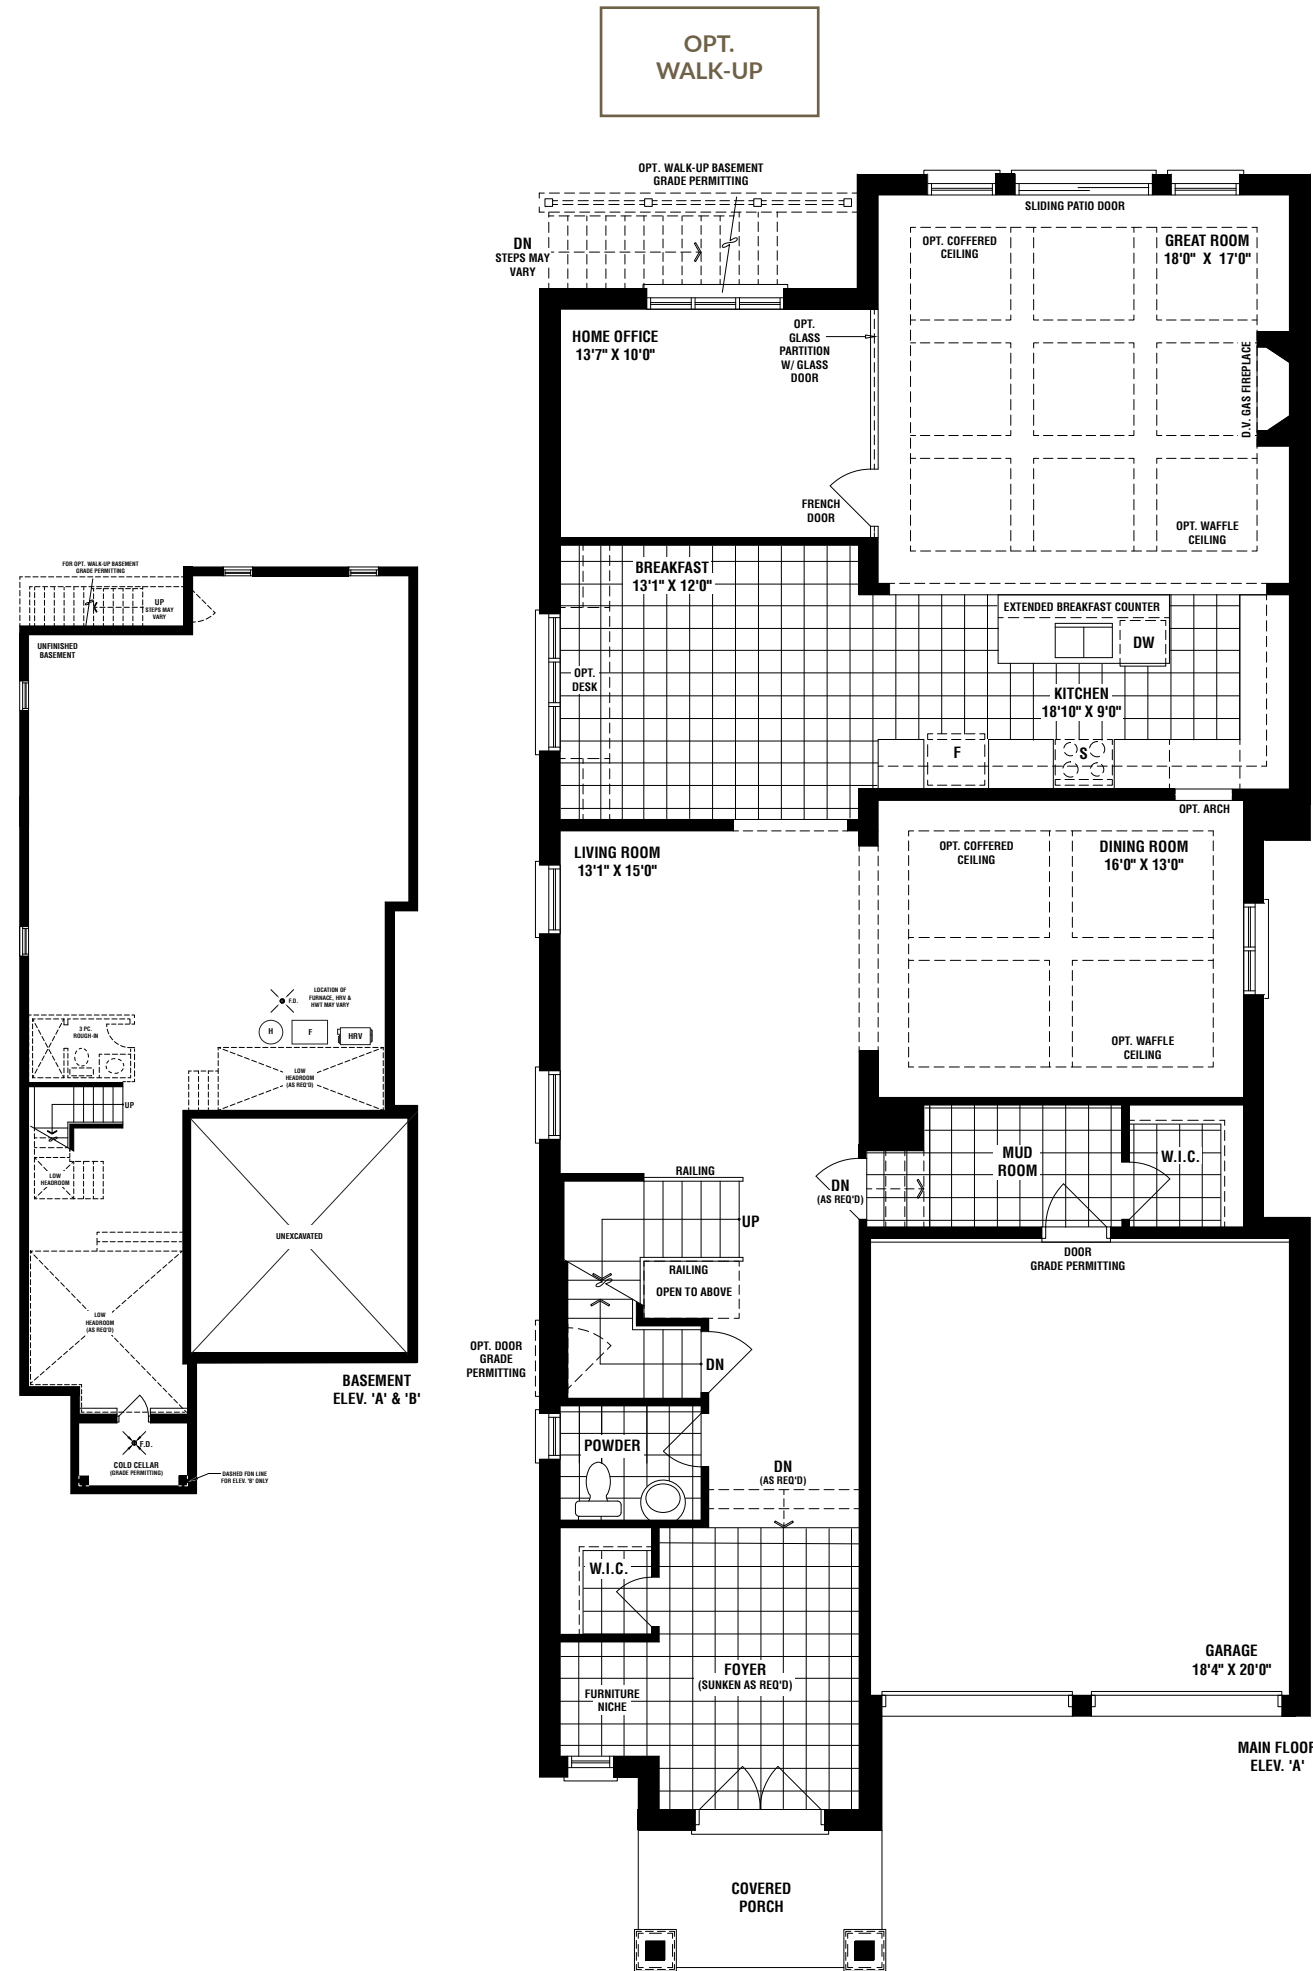 OPT.
WALK-UP
OPT. WALK-UP BASEMENT
GRADE PERMITTING
DN
STEPS MAY
VARY
SLIDING PATIO DOOR
OPT. COFFERED
CEILING
GREAT ROOM
18'0" X 17'0"
HOME OFFICE
13'7" X 10'0"
OPT.
GLASS
PARTITION
W/ GLASS
DOOR
D.V. GAS FIREPLACE
FRENCH
DOOR
OPT. WAFFLE
CEILING
BREAKFAST
13'1" X 12'0"
EXTENDED BREAKFAST COUNTER
DW
OPT.
DESK
KITCHEN
18'10" X 9'0"
F
S
OPT. ARCH
LIVING ROOM
13'1" X 15'0"
OPT. COFFERED
CEILING
DINING ROOM
16'0" X 13'0"
OPT. WAFFLE
CEILING
MUD
ROOM
W.I.C.
DN
(AS REQ'D)
RAILING
UP
RAILING
OPEN TO ABOVE
DOOR
GRADE PERMITTING
OPT. DOOR
GRADE
PERMITTING
DN
POWDER
DN
(AS REQ'D)
W.I.C.
FOYER
(SUNKEN AS REQ'D)
FURNITURE
NICHE
GARAGE
18'4" X 20'0"
MAIN FLOOR
ELEV. 'A'
COVERED
PORCH
FOR OPT. WALK-UP BASEMENT
GRADE PERMITTING
UP
STEPS MAY
VARY
UNFINISHED
BASEMENT
LOCATION OF
FURNACE, HRV &
HWT MAY VARY
F.D.
H
F
HRV
3 PC.
ROUGH-IN
LOW
HEADROOM
(AS REQ'D)
UP
LOW
HEADROOM
UNEXCAVATED
LOW
HEADROOM
(AS REQ'D)
BASEMENT
ELEV. 'A' & 'B'
F.D.
COLD CELLAR
(GRADE PERMITTING)
DASHED FDN LINE
FOR ELEV. 'B' ONLY